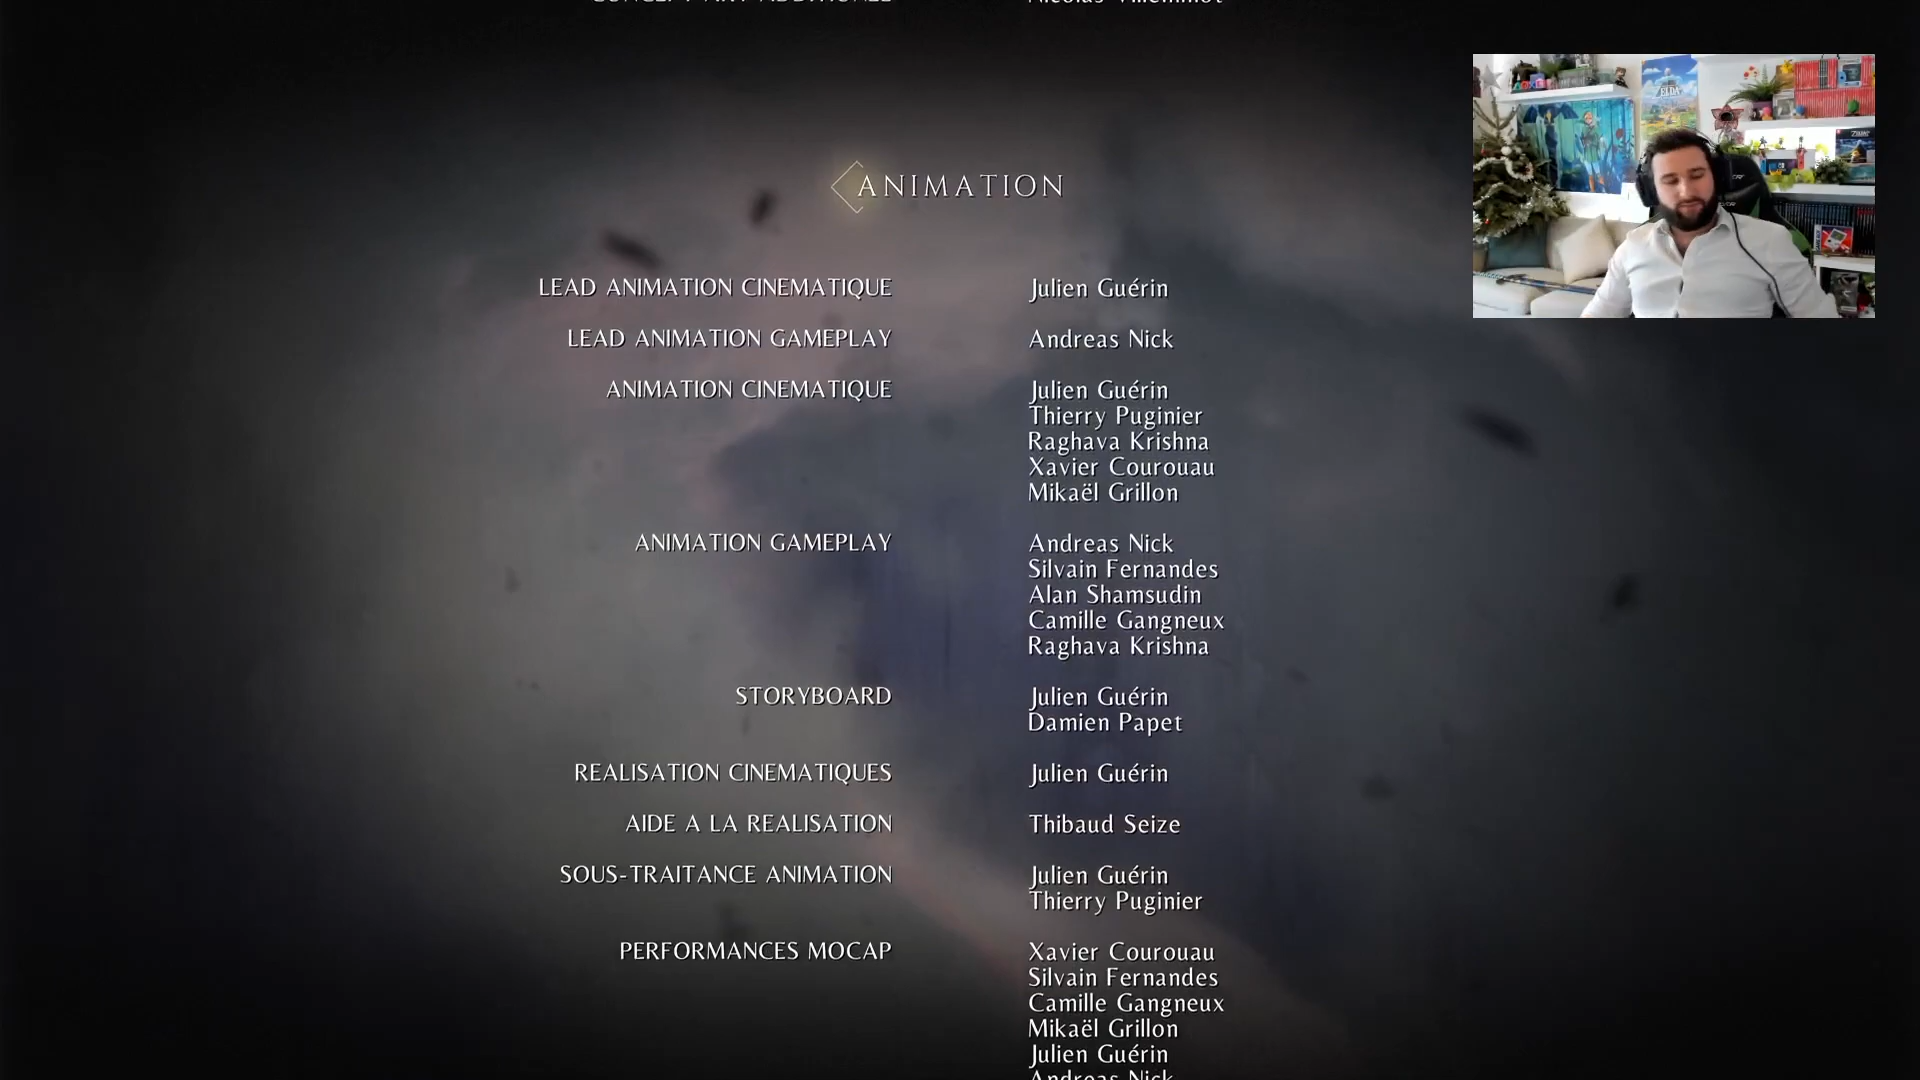 ANIMATION
LEAD ANIMATION CINEMATIQUE Julien Guérin
LEAD ANIMATION GAMEPLAY Andreas Nick
ANIMATION CINEMATIQUE Julien Guérin
Thierry Puginier
Raghava Krishna
Xavier Courouau
Mikaël Grillon
ANIMATION GAMEPLAY Andreas Nick
Silvain Fernandes
Alan Shamsudin
Camille Gangneux
Raghava Krishna
STORYBOARD Julien Guérin
Damien Papet
REALISATION CINEMATIQUES Julien Guérin
AIDE A LA REALISATION Thibaud Seize
SOUS-TRAITANCE ANIMATION Julien Guérin
Thierry Puginier
PERFORMANCES MOCAP Xavier Courouau
Silvain Fernandes
Camille Gangneux
Mikaël Grillon
Julien Guérin
Andreas Nick
ZELDA